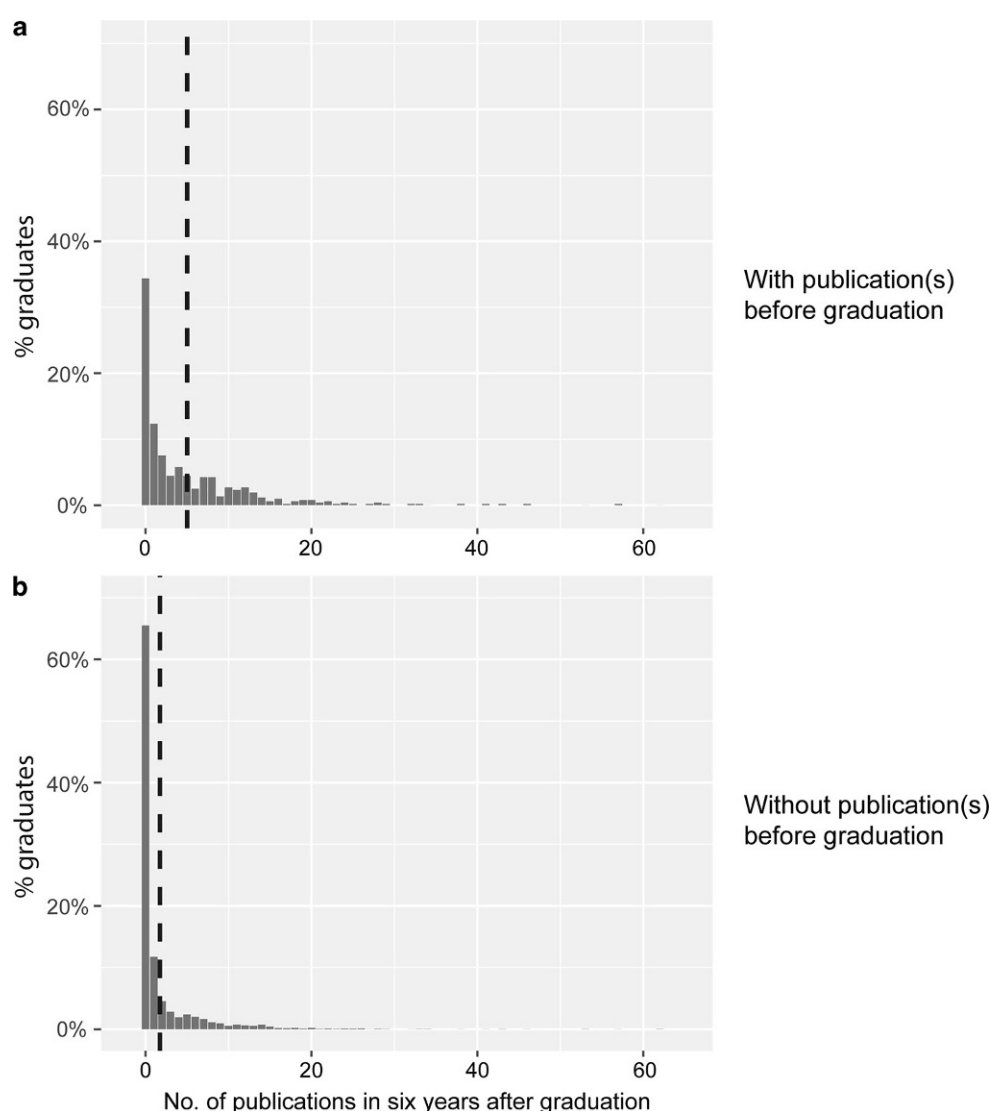 a
60%
40%
20%
0%
% graduates
0
20
40
60
With publication(s)
before graduation
b
60%
40%
20%
0%
% graduates
0
20
40
60
Without publication(s)
before graduation
No. of publications in six years after graduation